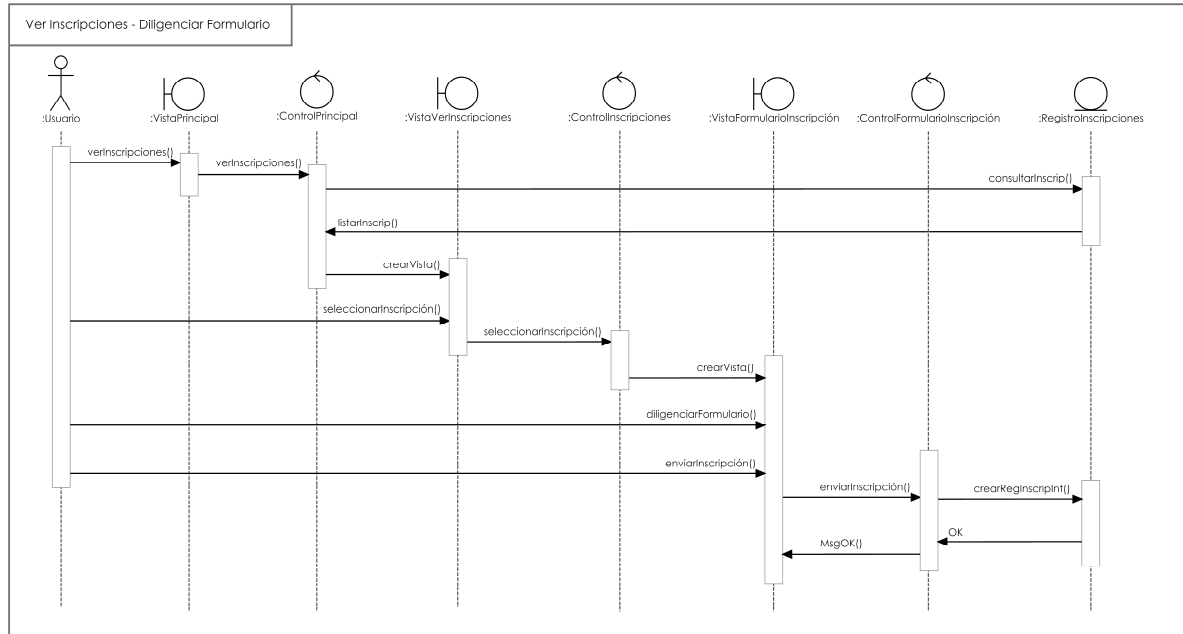 Ver Inscripciones - Diligenciar Formulario
:Usuario
:VistaPrincipal
:ControlPrincipal
:VistaVerInscripciones
:ControlInscripciones
:VistaFormularioInscripción
:ControlFormularioInscripción
:RegistroInscripciones
verInscripciones()
verInscripciones()
consultarInscrip()
listarInscrip()
crearVista()
seleccionarInscripción()
seleccionarInscripción()
crearVista()
diligenciarFormulario()
enviarInscripción()
enviarInscripción()
crearRegInscripInt()
OK
MsgOK()